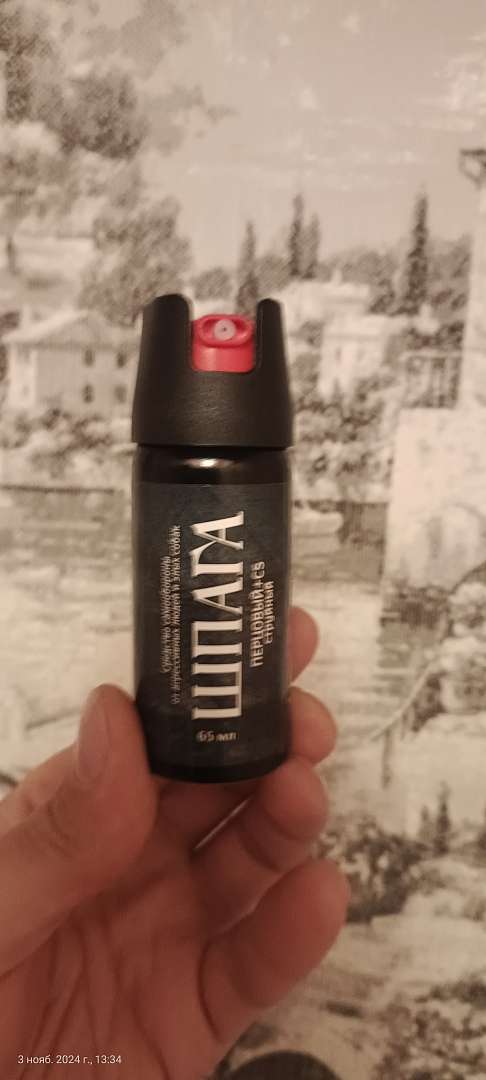 Средство самообороны
от агрессивных людей и злых собак
ШПАГА
ПЕРЦОВЫЙ+CS
струйный
65 мл
3 нояб. 2024 г., 13:34